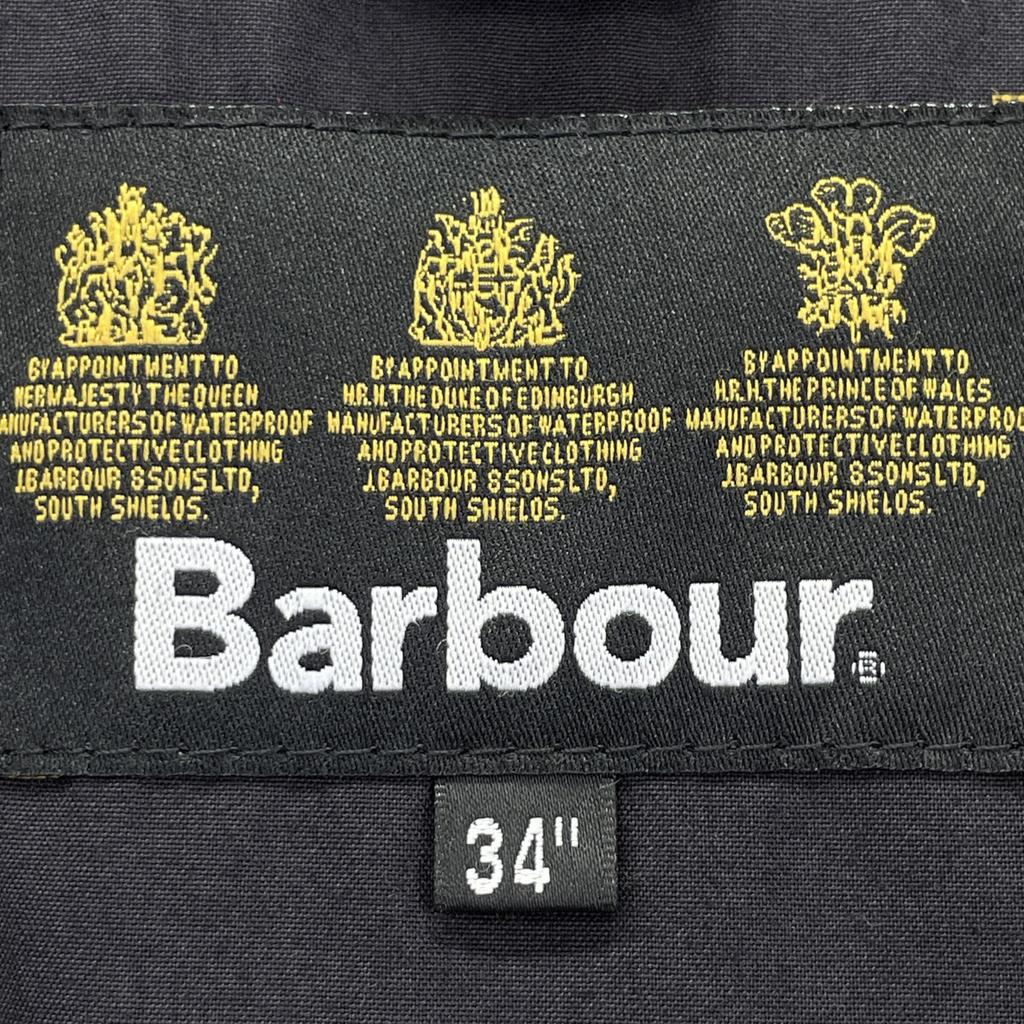 BY APPOINTMENT TO
HER MAJESTY THE QUEEN
MANUFACTURERS OF WATERPROOF
AND PROTECTIVE CLOTHING
J.BARBOUR & SONS LTD,
SOUTH SHIELDS.
BY APPOINTMENT TO
H.R.H. THE DUKE OF EDINBURGH
MANUFACTURERS OF WATERPROOF
AND PROTECTIVE CLOTHING
J.BARBOUR & SONS LTD,
SOUTH SHIELDS.
BY APPOINTMENT TO
H.R.H. THE PRINCE OF WALES
MANUFACTURERS OF WATERPROOF
AND PROTECTIVE CLOTHING
J.BARBOUR & SONS LTD,
SOUTH SHIELDS.
Barbour®
34"